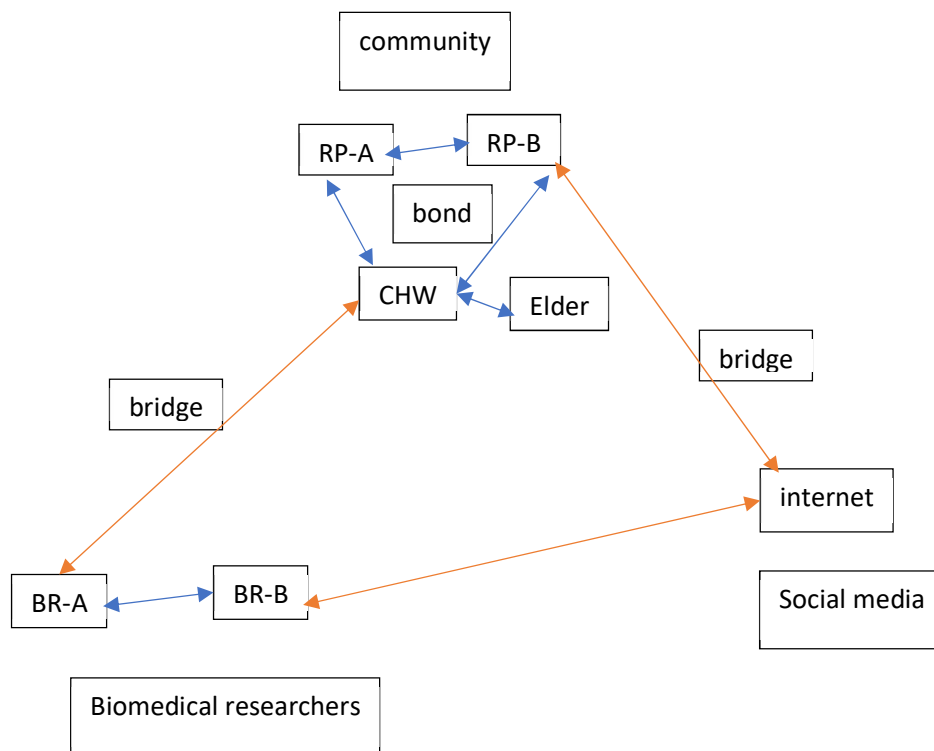 community
RP-A
RP-B
bond
CHW
Elder
bridge
bridge
internet
BR-A
BR-B
Social media
Biomedical researchers